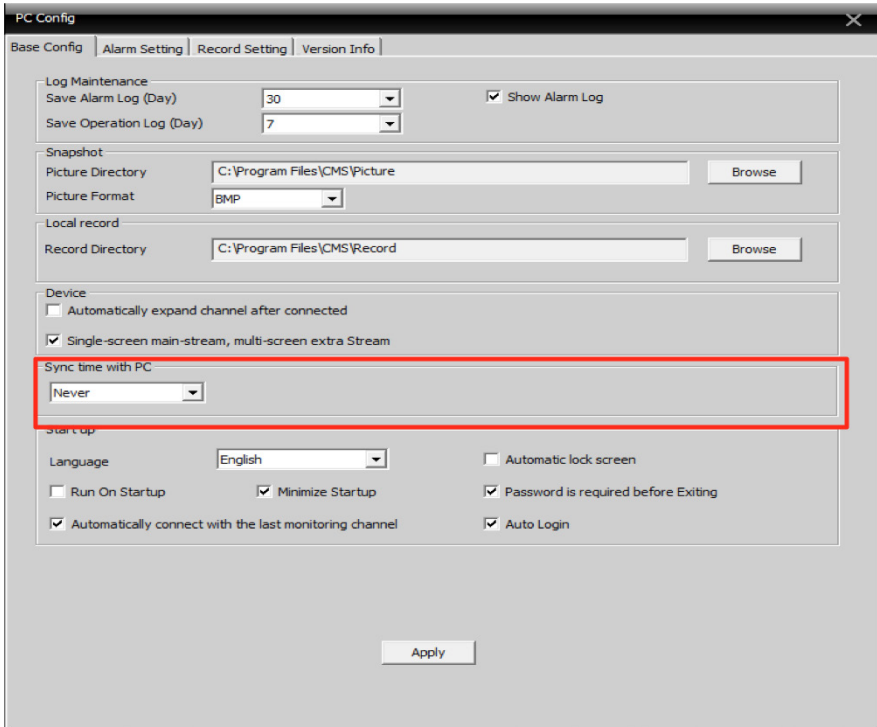 PC Config
Base Config Alarm Setting Record Setting Version Info
Log Maintenance
Save Alarm Log (Day) 30 Show Alarm Log
Save Operation Log (Day) 7
Snapshot
Picture Directory C:\Program Files\CMS\Picture Browse
Picture Format BMP
Local record
Record Directory C:\Program Files\CMS\Record Browse
Device
Automatically expand channel after connected
Single-screen main-stream, multi-screen extra Stream
Sync time with PC
Never
Start up
Language English Automatic lock screen
Run On Startup Minimize Startup Password is required before Exiting
Automatically connect with the last monitoring channel Auto Login
Apply